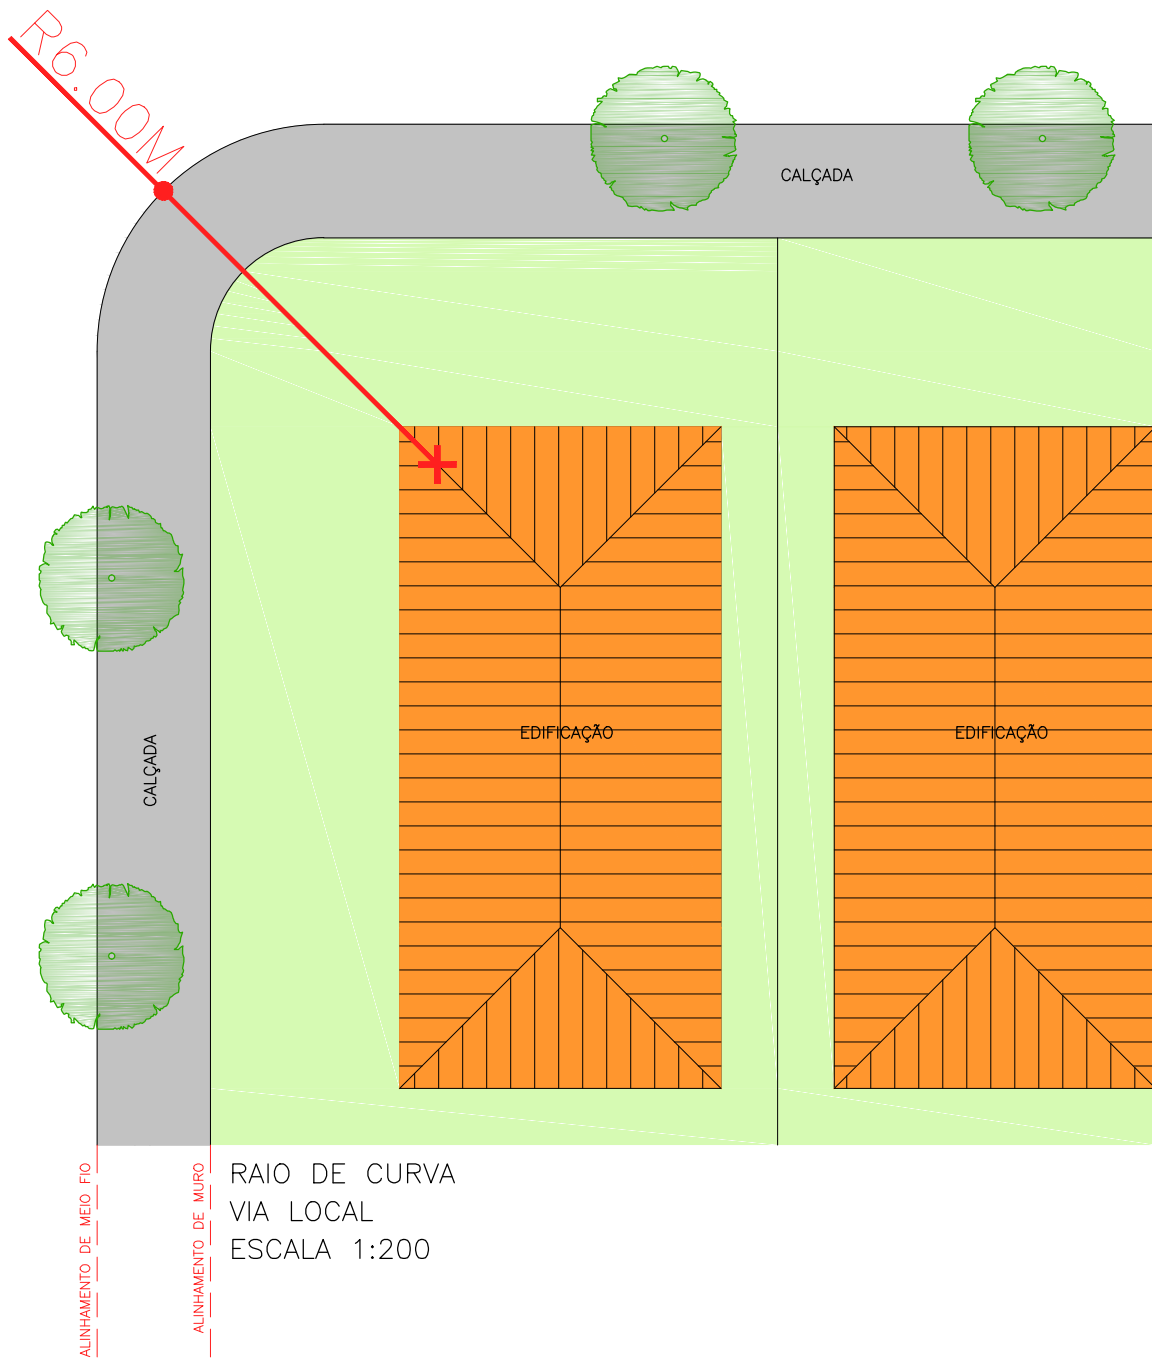 R6.00M
CALÇADA
EDIFICAÇÃO
EDIFICAÇÃO
CALÇADA
ALINHAMENTO DE MEIO FIO
ALINHAMENTO DE MURO
RAIO DE CURVA
VIA LOCAL
ESCALA 1:200